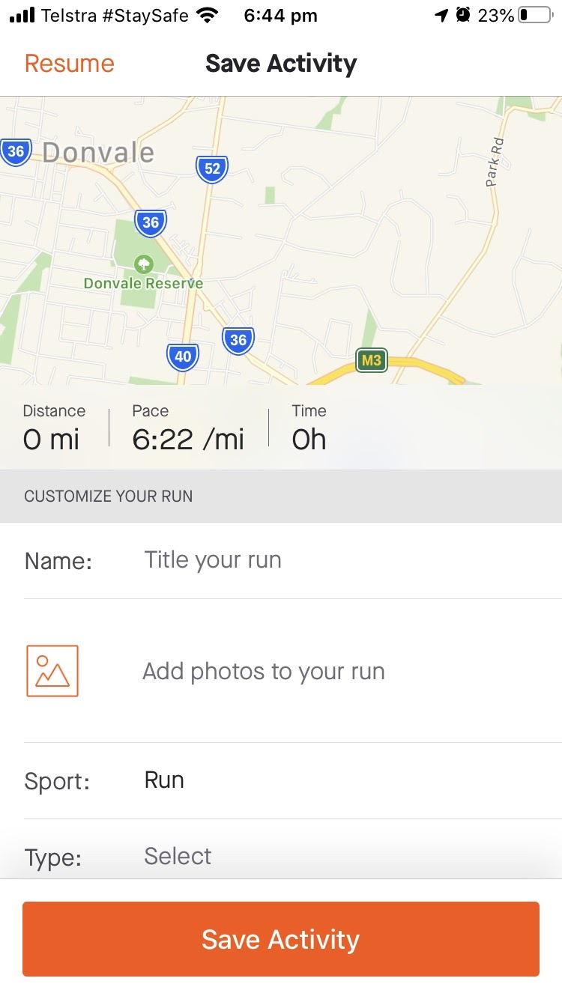 Telstra #StaySafe 6:44 pm 23%
Resume Save Activity
36 Donvale
52
Park Rd
36
Donvale Reserve
36
40
M3
Distance Pace Time
0 mi 6:22 /mi 0h
CUSTOMIZE YOUR RUN
Name: Title your run
Add photos to your run
Sport: Run
Type: Select
Save Activity